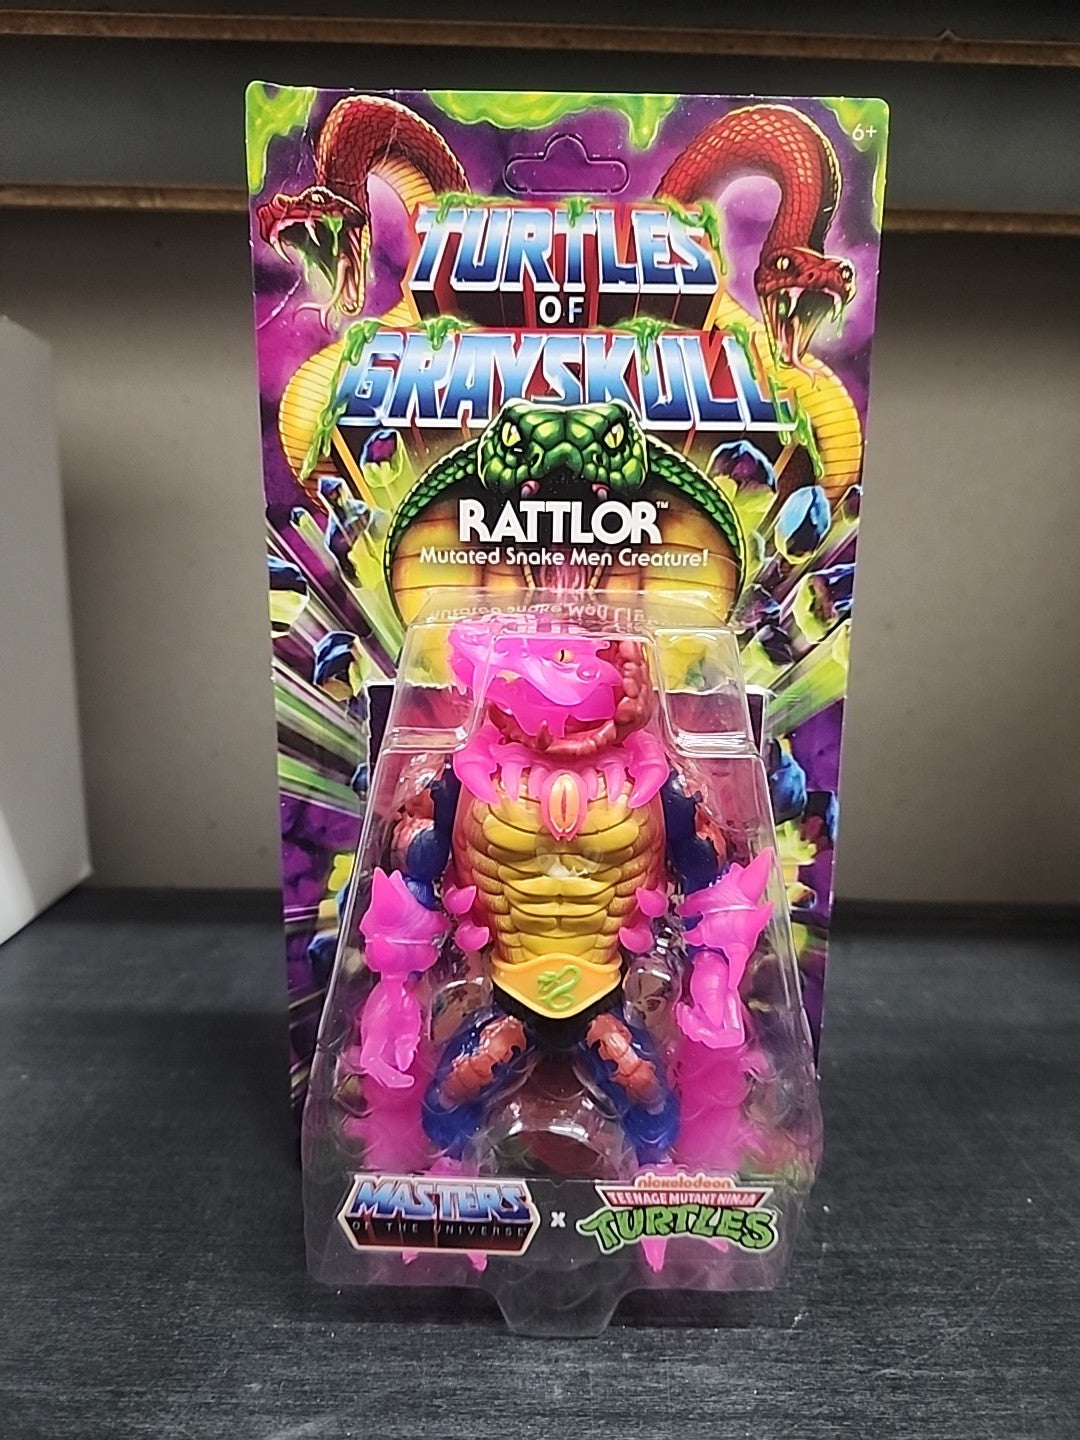 6+
TURTLES
OF
GRAYSKULL
RATTLOR™
Mutated Snake Men Creature!
MASTERS
OF THE UNIVERSE
x
nickelodeon
TEENAGE MUTANT NINJA
TURTLES